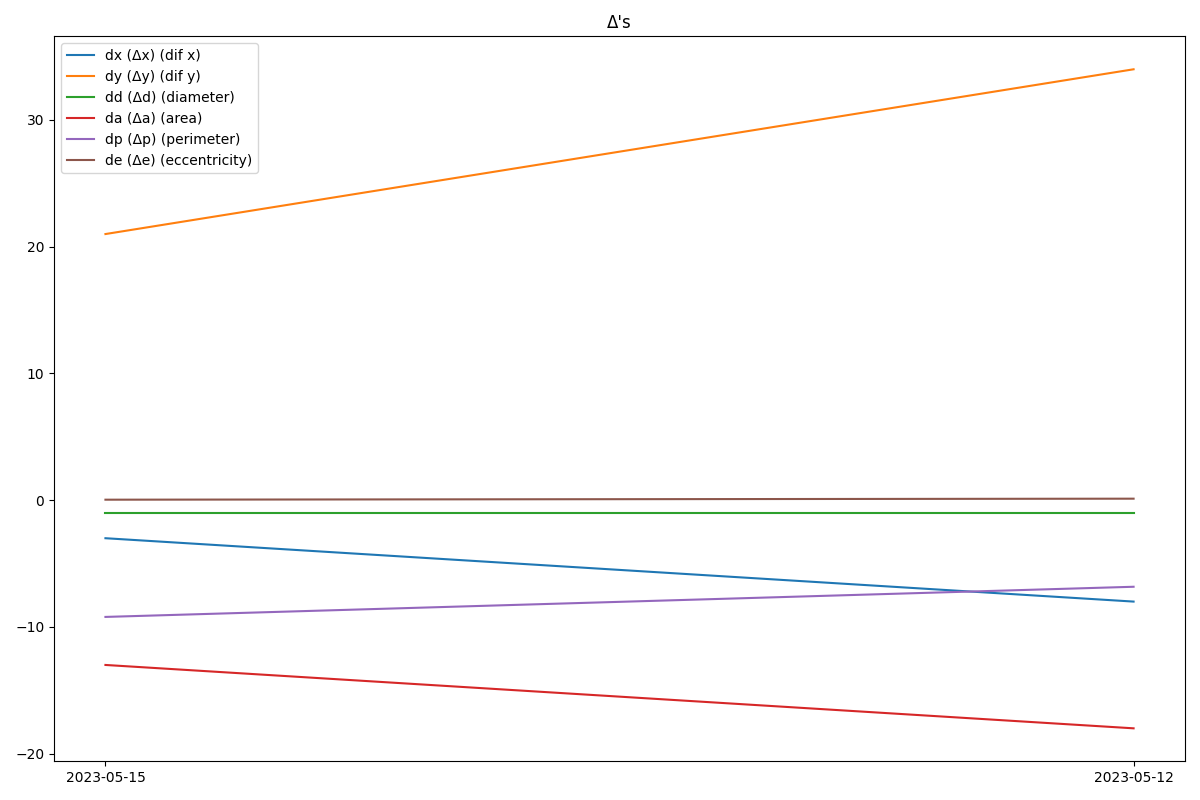 Δ's
dx (Δx) (dif x)
dy (Δy) (dif y)
dd (Δd) (diameter)
da (Δa) (area)
dp (Δp) (perimeter)
de (Δe) (eccentricity)
30
20
10
0
−10
−20
2023-05-15
2023-05-12